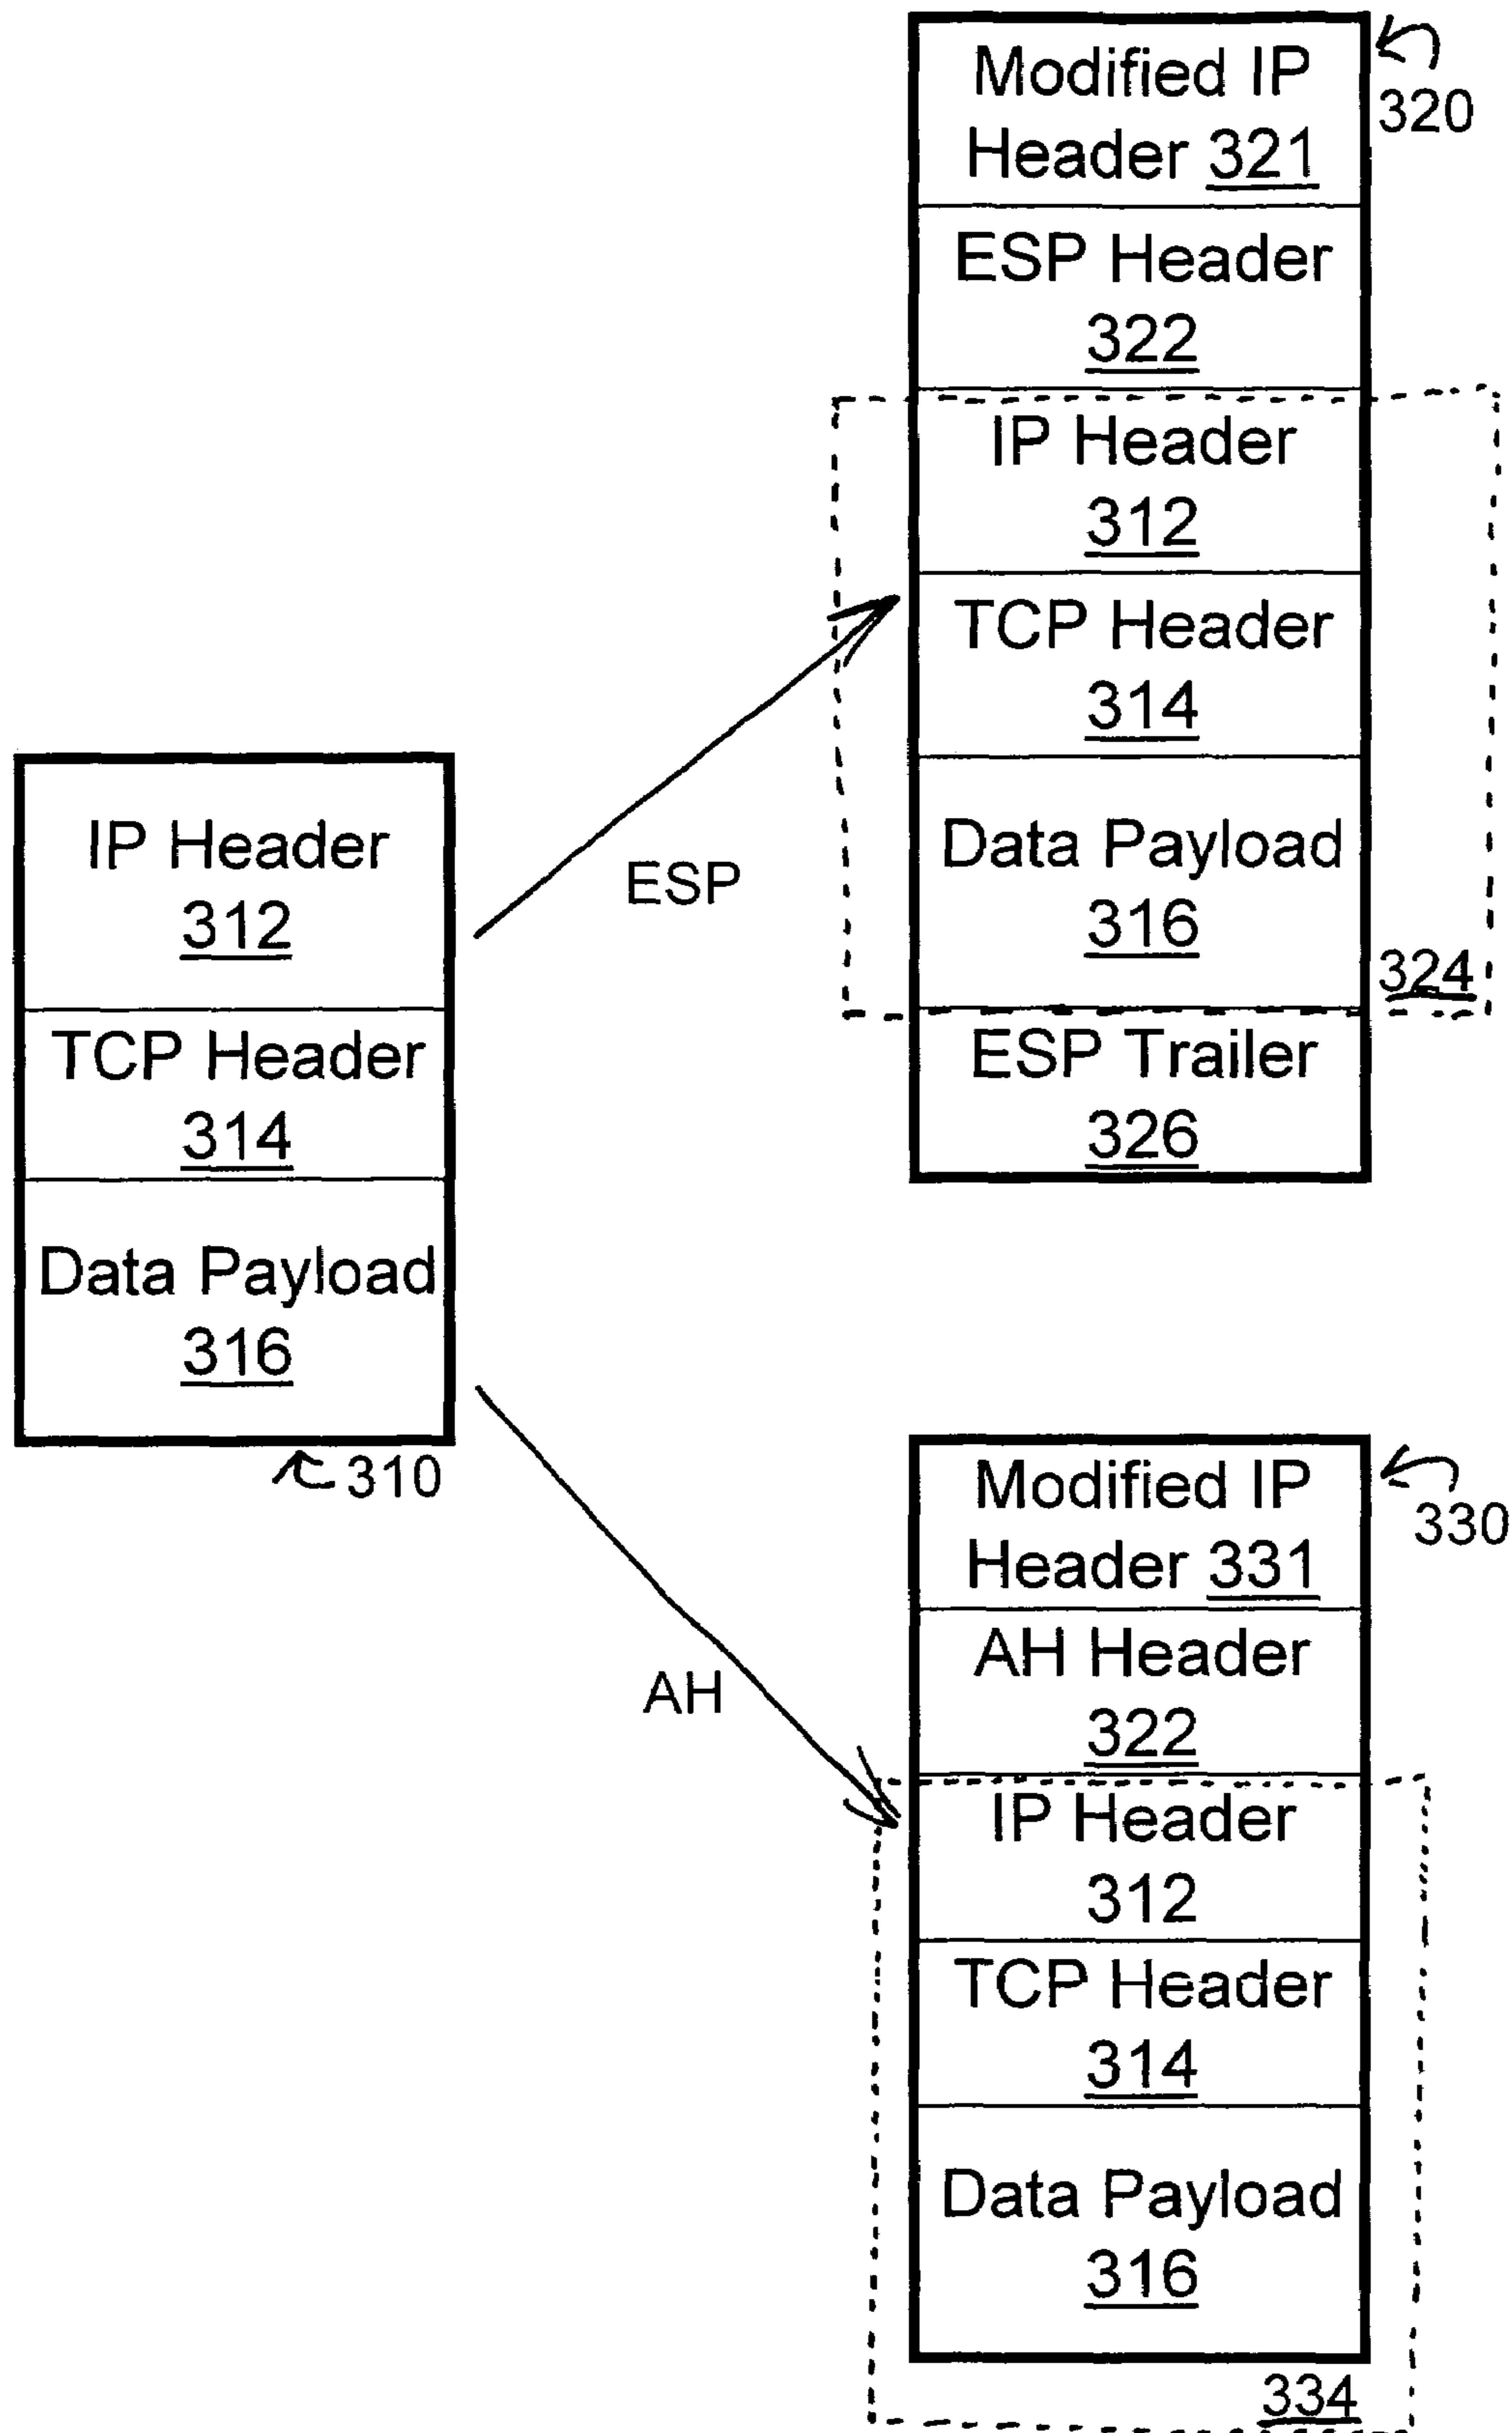 IP Header
312
TCP Header
314
Data Payload
316
310
ESP
AH
Modified IP
Header 321
320
ESP Header
322
IP Header
312
TCP Header
314
Data Payload
316
324
ESP Trailer
326
Modified IP
Header 331
330
AH Header
322
IP Header
312
TCP Header
314
Data Payload
316
334